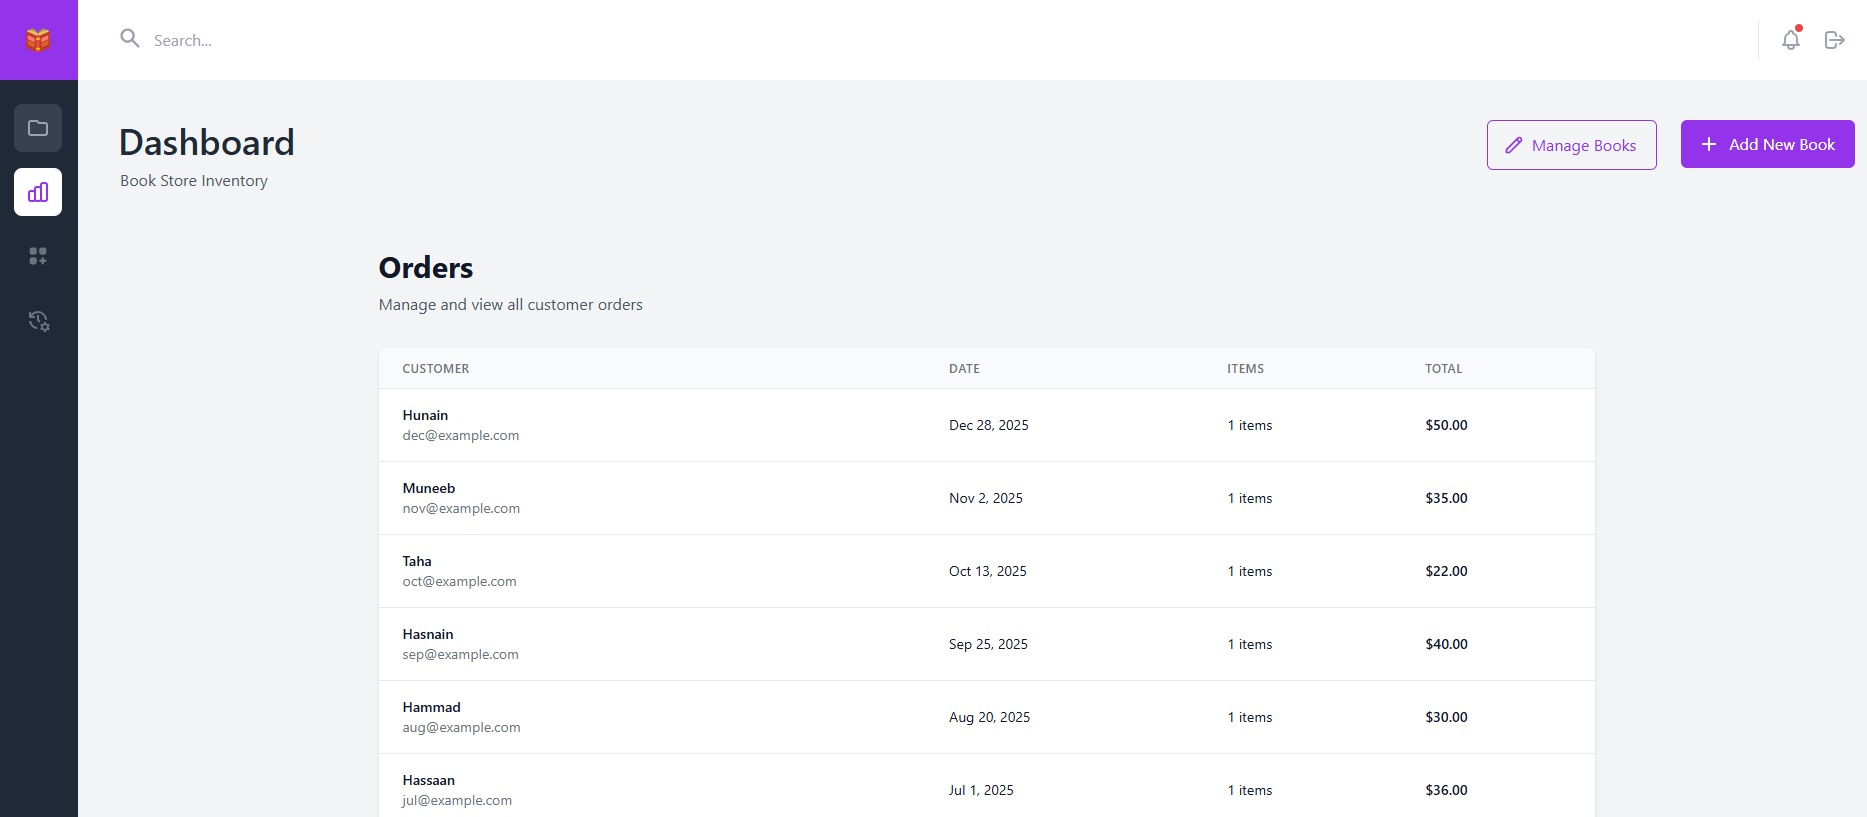 Search...
Dashboard
Book Store Inventory
Manage Books
Add New Book
Orders
Manage and view all customer orders
CUSTOMER DATE ITEMS TOTAL
Hunain
dec@example.com
Dec 28, 2025 1 items $50.00
Muneeb
nov@example.com
Nov 2, 2025 1 items $35.00
Taha
oct@example.com
Oct 13, 2025 1 items $22.00
Hasnain
sep@example.com
Sep 25, 2025 1 items $40.00
Hammad
aug@example.com
Aug 20, 2025 1 items $30.00
Hassaan
jul@example.com
Jul 1, 2025 1 items $36.00